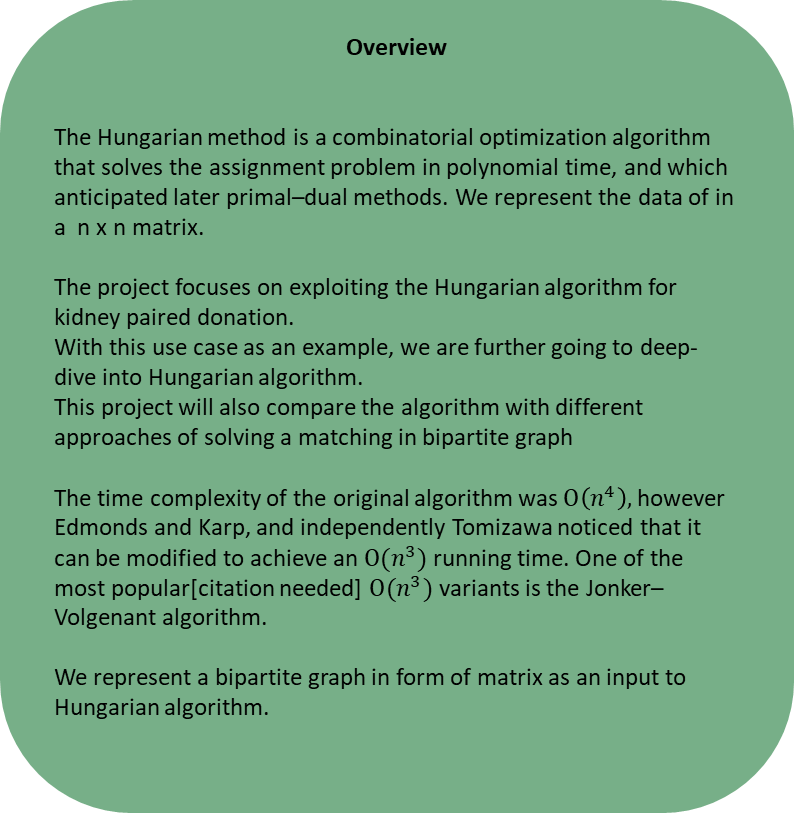 Overview
The Hungarian method is a combinatorial optimization algorithm
that solves the assignment problem in polynomial time, and which
anticipated later primal–dual methods. We represent the data of in
a  n x n matrix.
The project focuses on exploiting the Hungarian algorithm for
kidney paired donation.
With this use case as an example, we are further going to deep-
dive into Hungarian algorithm.
This project will also compare the algorithm with different
approaches of solving a matching in bipartite graph
The time complexity of the original algorithm was O(n⁴), however
Edmonds and Karp, and independently Tomizawa noticed that it
can be modified to achieve an O(n³) running time. One of the
most popular[citation needed] O(n³) variants is the Jonker–
Volgenant algorithm.
We represent a bipartite graph in form of matrix as an input to
Hungarian algorithm.